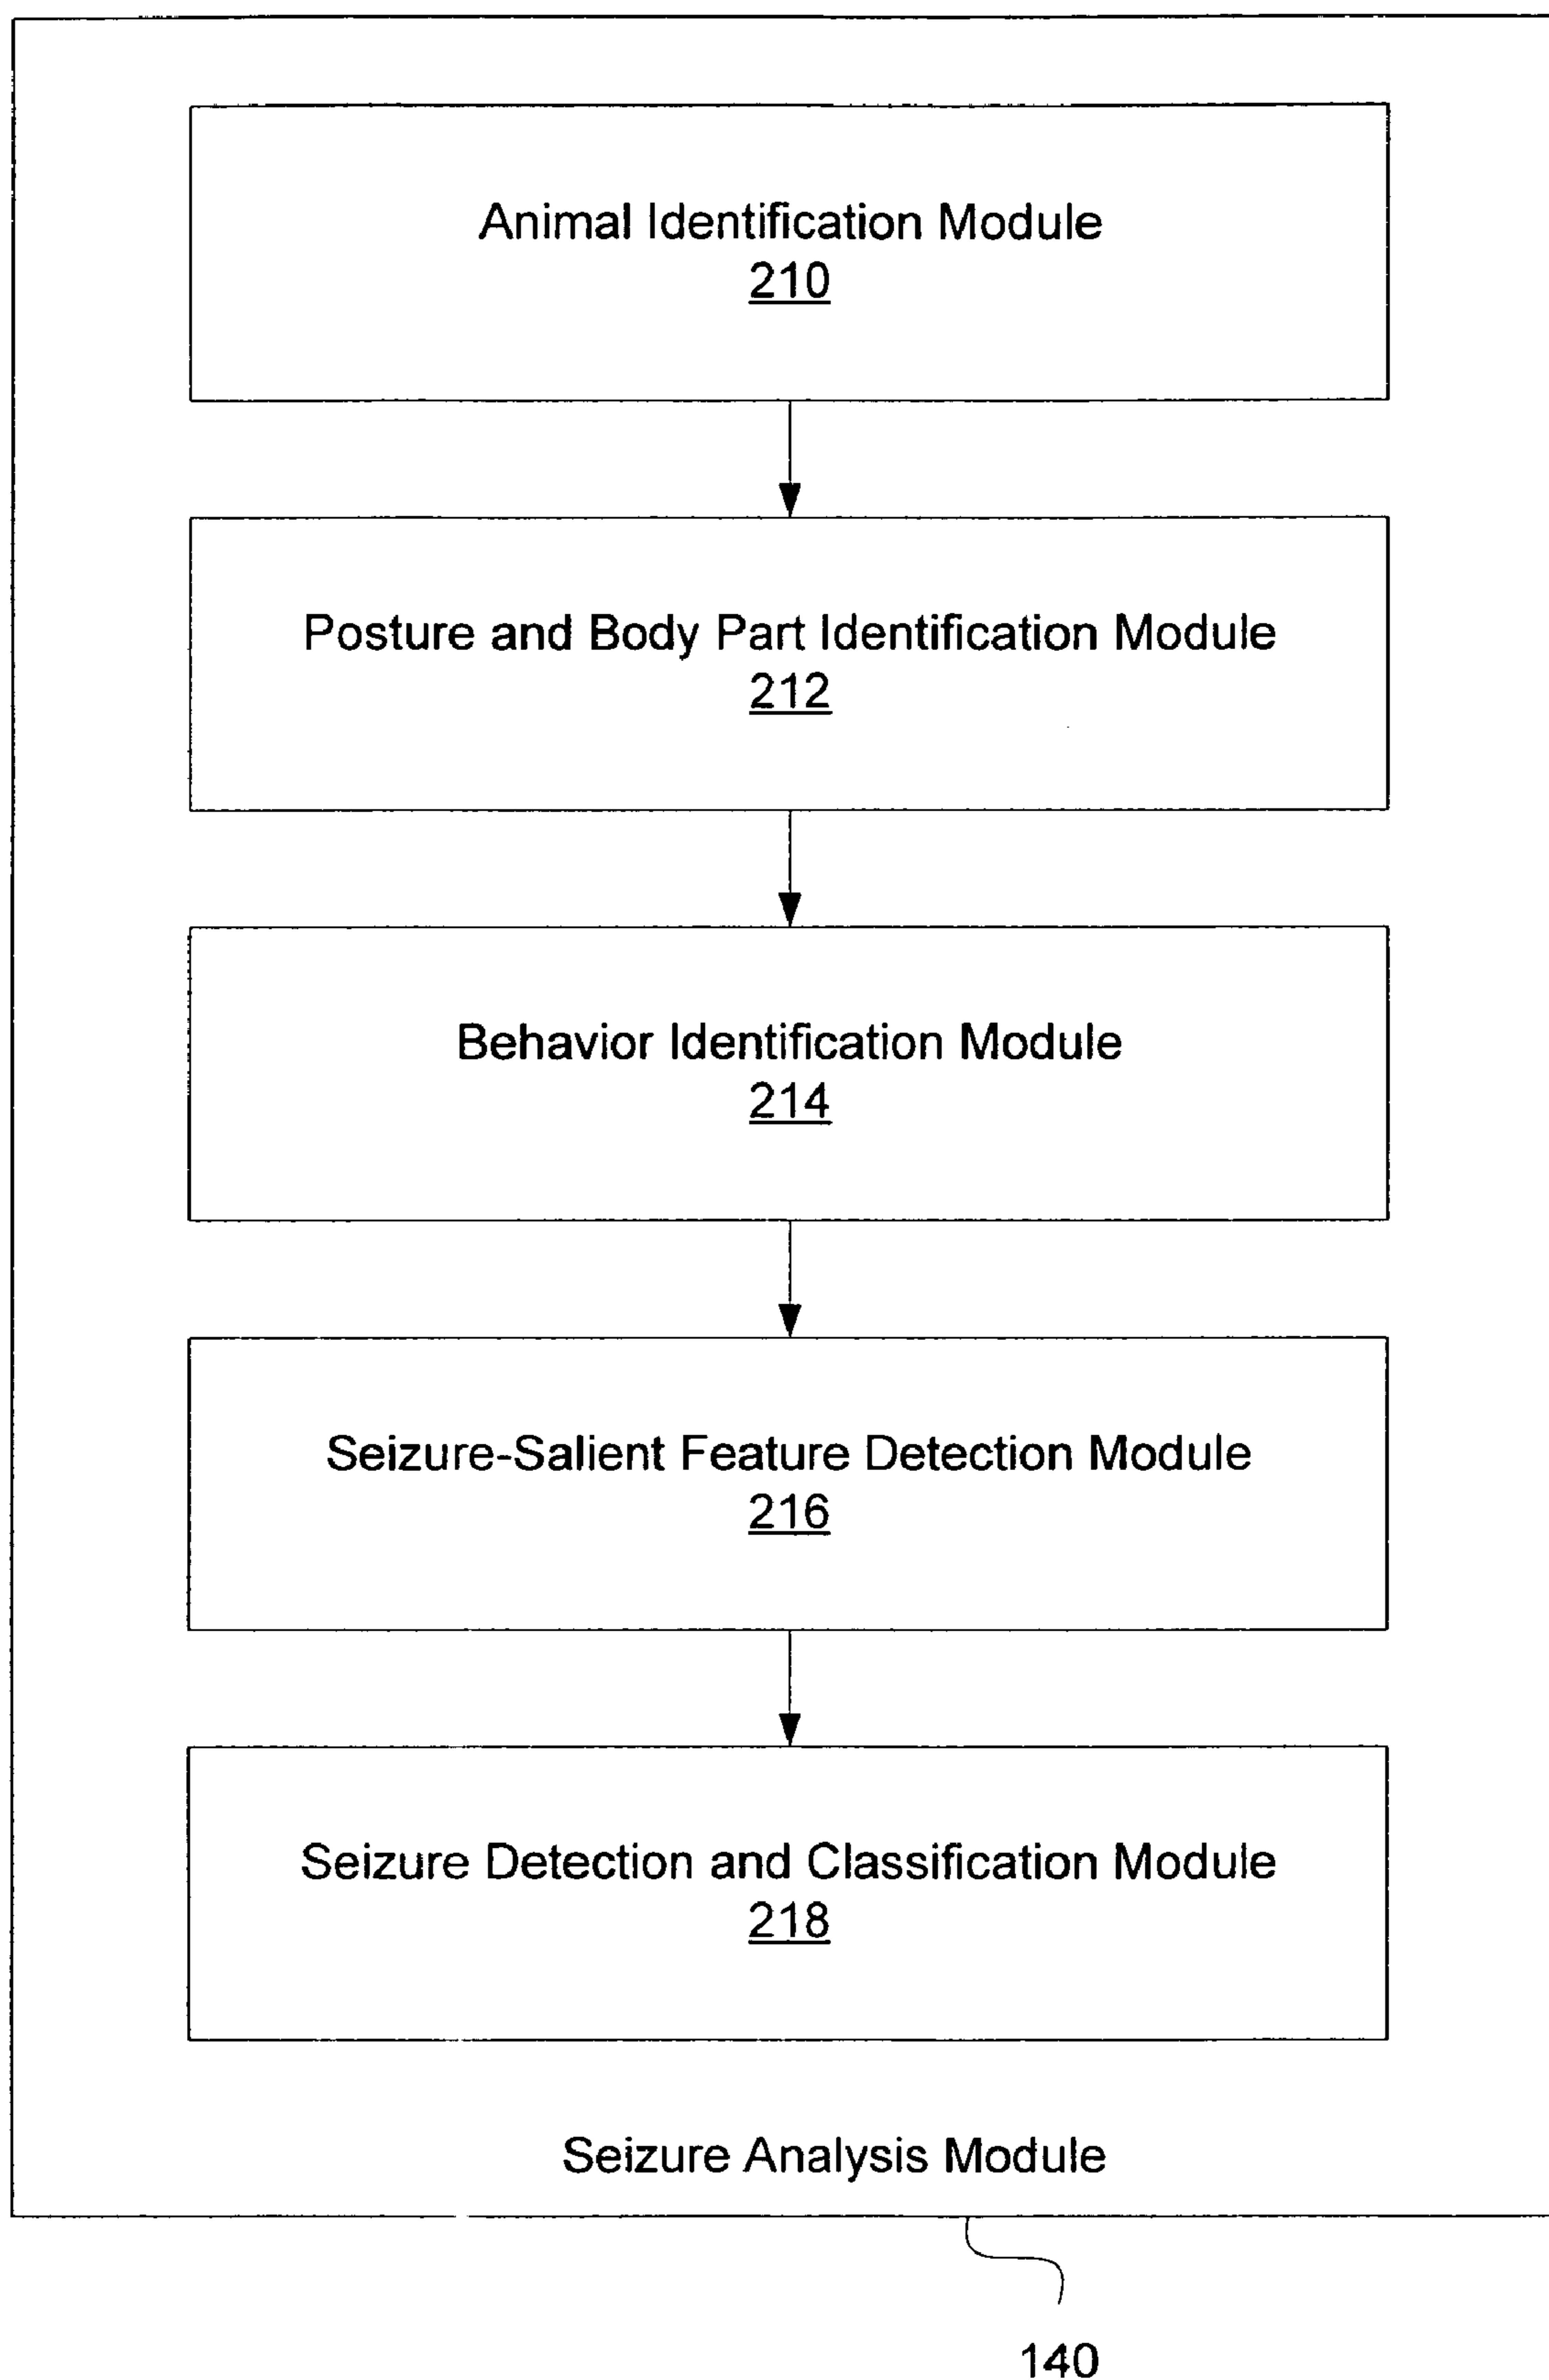 Animal Identification Module
210
Posture and Body Part Identification Module
212
Behavior Identification Module
214
Seizure-Salient Feature Detection Module
216
Seizure Detection and Classification Module
218
Seizure Analysis Module
140